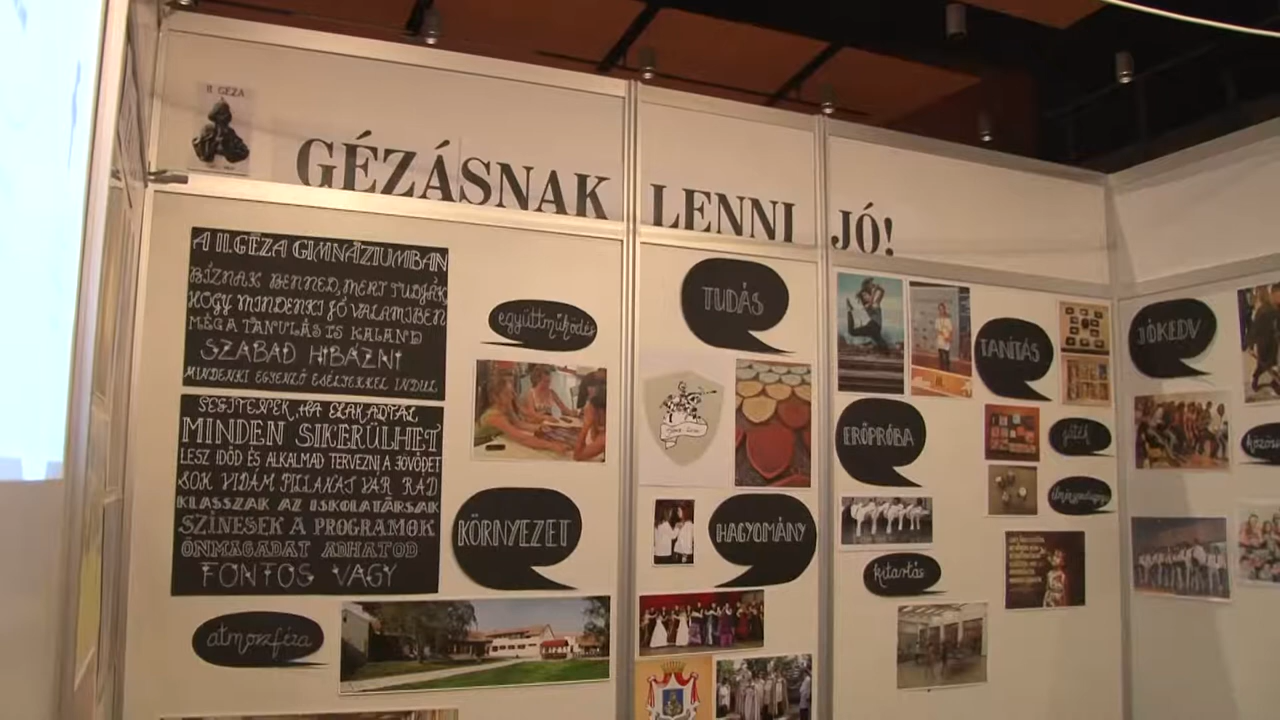 II. GÉZA
GÉZÁSNAK LENNI JÓ!
A II. GÉZA GIMNÁZIUMBAN
BÍZNAK BENNED, MERT TUDJÁK
HOGY MINDENKI JÓ VALAMIBEN
MÉG A TANULÁS IS KALAND
SZABAD HIBÁZNI
MINDENKI EGYENLŐ ESÉLYEKKEL INDUL
SEGÍTENEK, HA ELAKADTÁL
MINDEN SIKERÜLHET
LESZ IDŐD ÉS ALKALMAD TERVEZNI A JÖVŐDET
SOK VIDÁM PILLANAT VÁR RÁD
KLASSZAK AZ ISKOLATÁRSAK
SZÍNESEK A PROGRAMOK
ÖNMAGADAT ADHATOD
FONTOS VAGY
együttműködés
KÖRNYEZET
atmoszféra
TUDÁS
HAGYOMÁNY
TANÍTÁS
ERŐPRÓBA
játék
élménypedagógia
kitartás
JÓKEDV